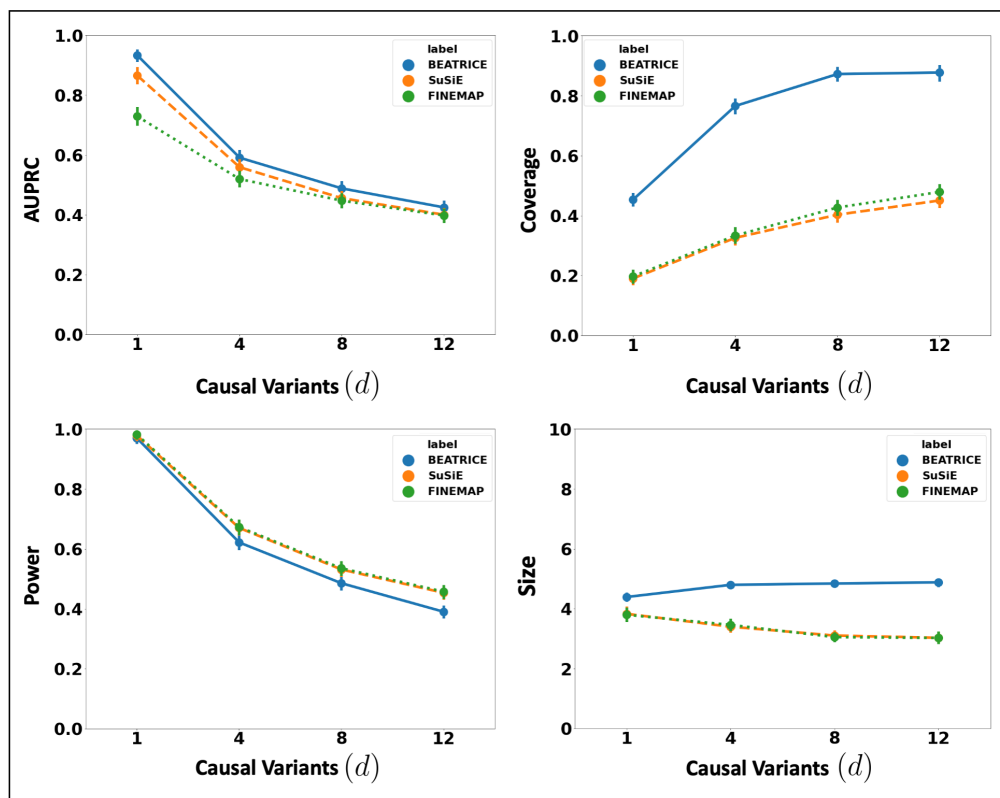 1.0
0.8
0.6
0.4
0.2
0.0
AUPRC
label
BEATRICE
SuSiE
FINEMAP
1 4 8 12
Causal Variants (d)
1.0
0.8
0.6
0.4
0.2
0.0
Coverage
label
BEATRICE
SuSiE
FINEMAP
1 4 8 12
Causal Variants (d)
1.0
0.8
0.6
0.4
0.2
0.0
Power
label
BEATRICE
SuSiE
FINEMAP
1 4 8 12
Causal Variants (d)
10
8
6
4
2
0
Size
label
BEATRICE
SuSiE
FINEMAP
1 4 8 12
Causal Variants (d)